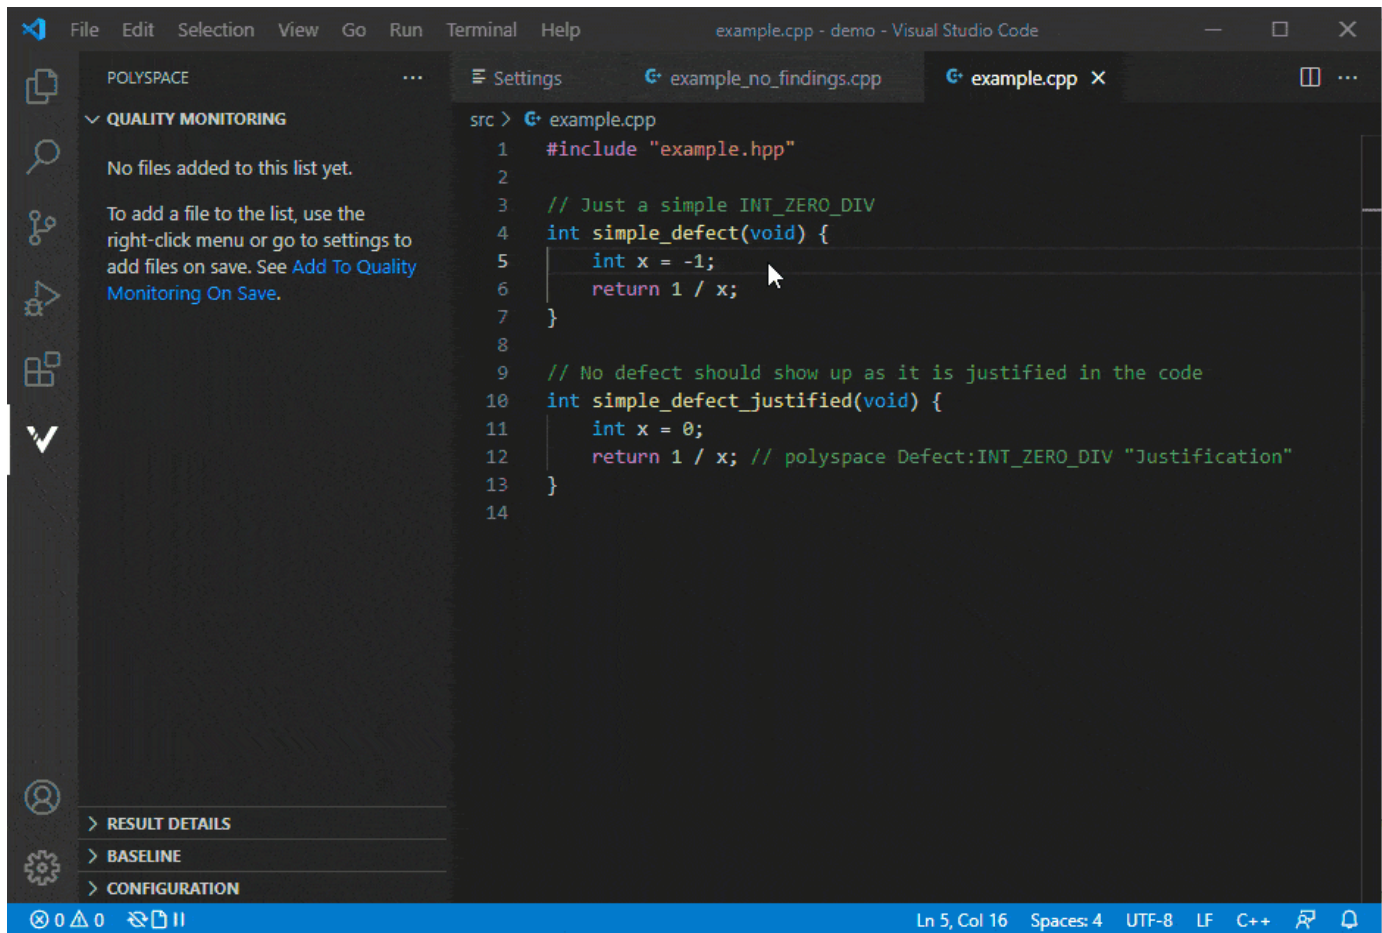 File Edit Selection View Go Run Terminal Help example.cpp - demo - Visual Studio Code
POLYSPACE
QUALITY MONITORING
No files added to this list yet.
To add a file to the list, use the
right-click menu or go to settings to
add files on save. See Add To Quality
Monitoring On Save.
RESULT DETAILS
BASELINE
CONFIGURATION
Settings example_no_findings.cpp example.cpp
src > example.cpp
1 #include "example.hpp"
2
3 // Just a simple INT_ZERO_DIV
4 int simple_defect(void) {
5 int x = -1;
6 return 1 / x;
7 }
8
9 // No defect should show up as it is justified in the code
10 int simple_defect_justified(void) {
11 int x = 0;
12 return 1 / x; // polyspace Defect:INT_ZERO_DIV "Justification"
13 }
14
0 0 Ln 5, Col 16 Spaces: 4 UTF-8 LF C++